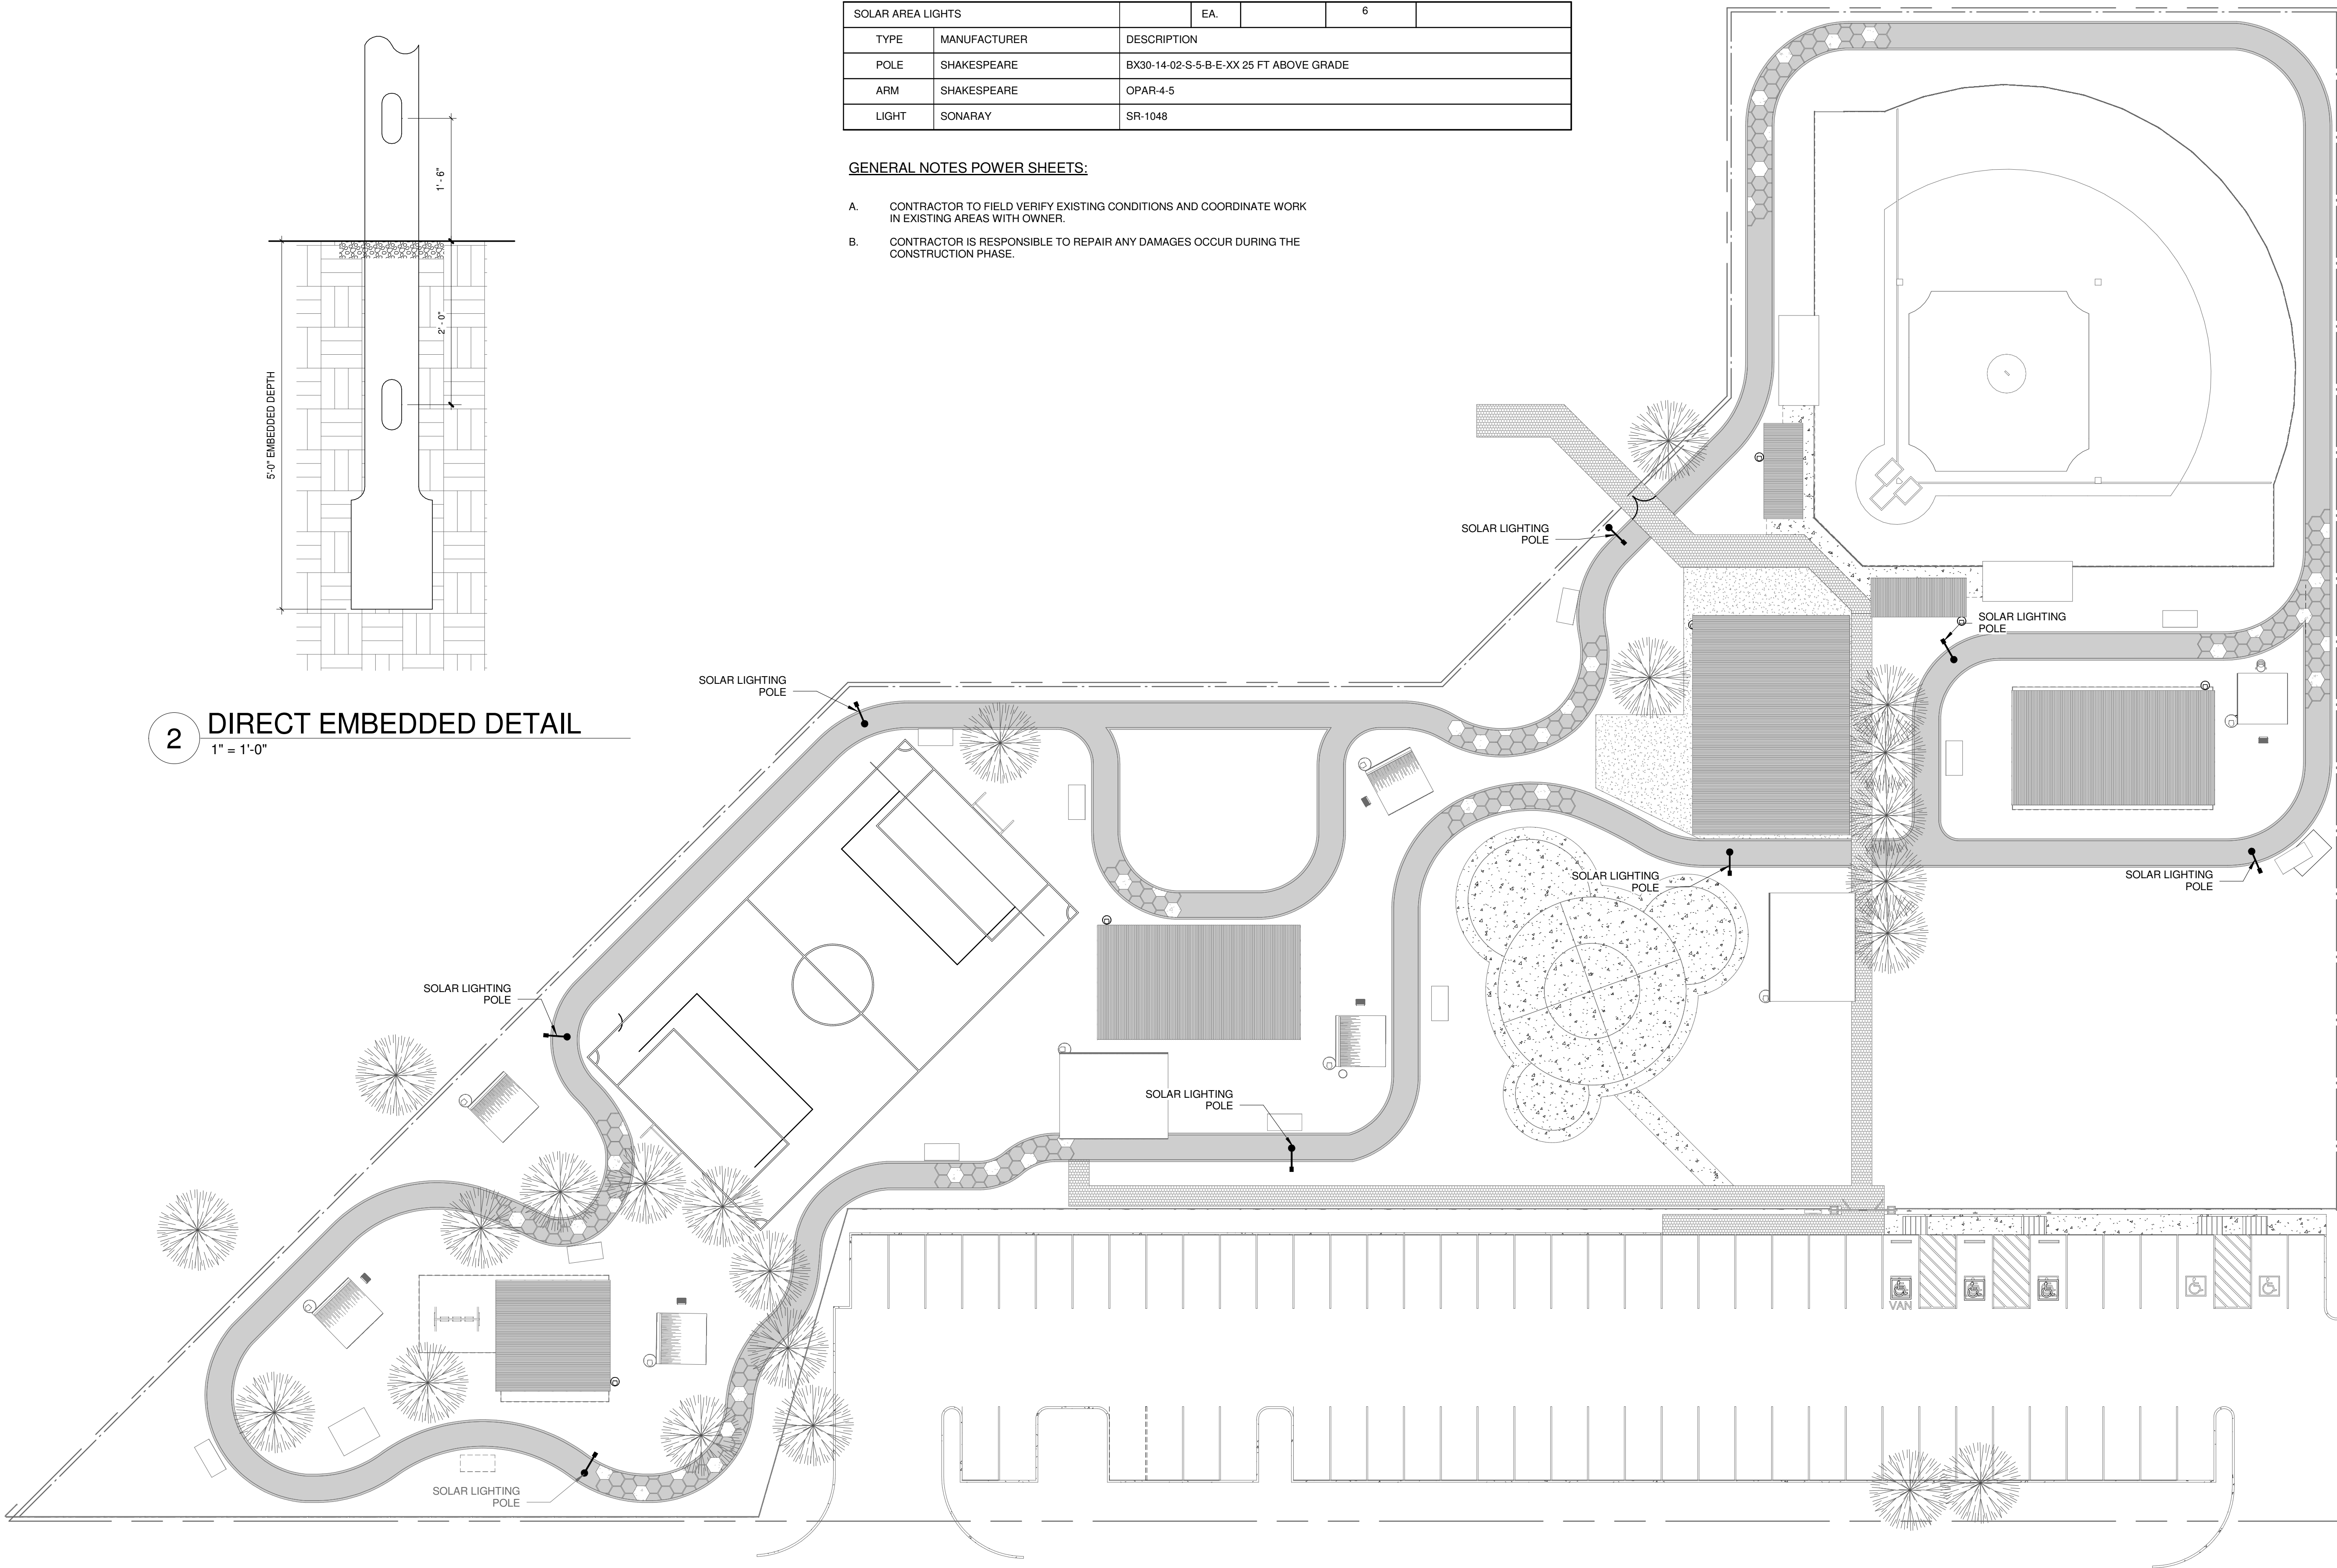 SOLAR AREA LIGHTS EA. 6
TYPE MANUFACTURER DESCRIPTION
POLE SHAKESPEARE BX30-14-02-S-5-B-E-XX 25 FT ABOVE GRADE
ARM SHAKESPEARE OPAR-4-5
LIGHT SONARAY SR-1048
GENERAL NOTES POWER SHEETS:
A. CONTRACTOR TO FIELD VERIFY EXISTING CONDITIONS AND COORDINATE WORK
IN EXISTING AREAS WITH OWNER.
B. CONTRACTOR IS RESPONSIBLE TO REPAIR ANY DAMAGES OCCUR DURING THE
CONSTRUCTION PHASE.
1' - 6"
2' - 0"
5'-0" EMBEDDED DEPTH
2 DIRECT EMBEDDED DETAIL
1" = 1'-0"
SOLAR LIGHTING
POLE
SOLAR LIGHTING
POLE
SOLAR LIGHTING
POLE
SOLAR LIGHTING
POLE
SOLAR LIGHTING
POLE
SOLAR LIGHTING
POLE
SOLAR LIGHTING
POLE
VAN
SOLAR LIGHTING
POLE